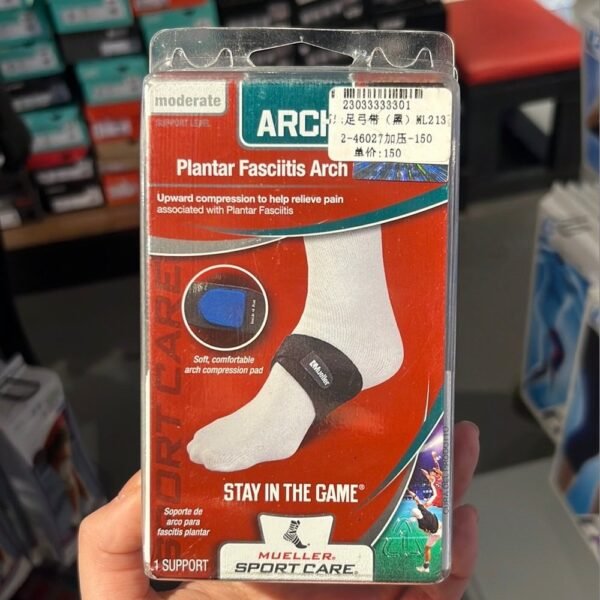 moderate
SUPPORT LEVEL
ARCH
23033333301
:足弓带（黑）ML213
2-46027加压-150
单价:150
Plantar Fasciitis Arch
Upward compression to help relieve pain
associated with Plantar Fasciitis
SPORT CARE
Soft, comfortable
arch compression pad
Mueller
STAY IN THE GAME®
Soporte de
arco para
fascitis plantar
1 SUPPORT
MUELLER®
SPORT CARE®